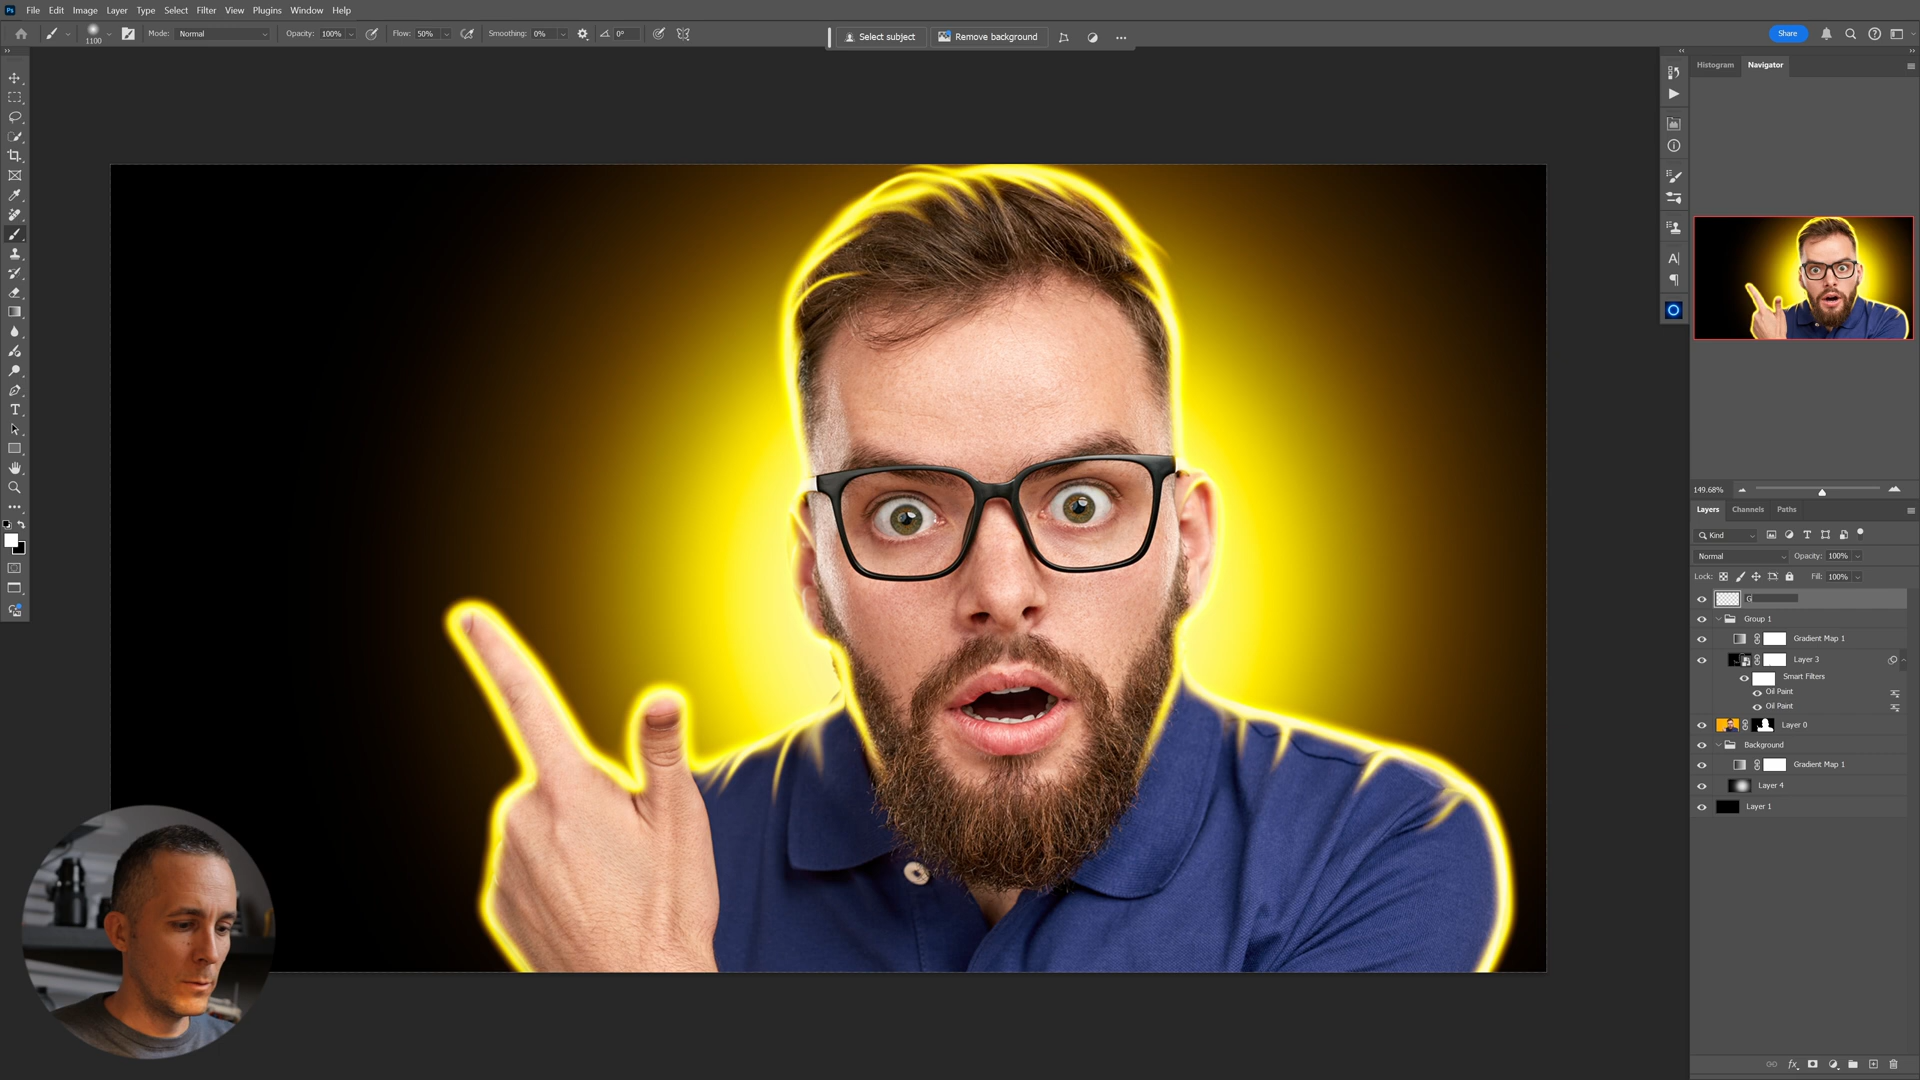 Ps File Edit Image Layer Type Select Filter View Plugins Window Help
1100 Mode: Normal Opacity: 100% Flow: 50% Smoothing: 0% 0°
Select subject Remove background
Share
Histogram Navigator
149.68%
Layers Channels Paths
Kind
Normal Opacity: 100%
Lock: Fill: 100%
G
Group 1
Gradient Map 1
Layer 3
Smart Filters
Oil Paint
Oil Paint
Layer 0
Background
Gradient Map 1
Layer 4
Layer 1
fx